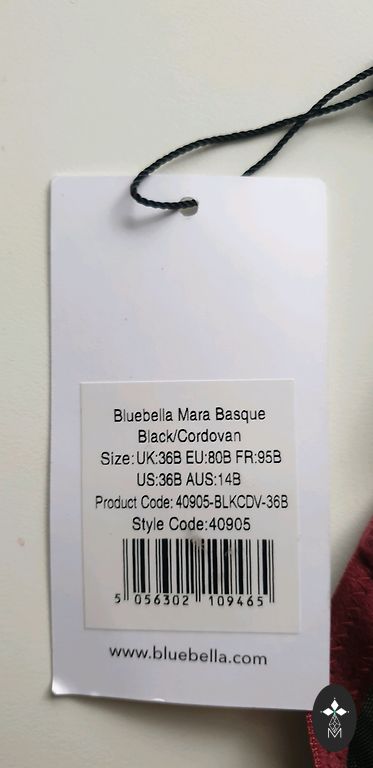 Bluebella Mara Basque
Black/Cordovan
Size:UK:36B EU:80B FR:95B
US:36B AUS:14B
Product Code: 40905-BLKCDV-36B
Style Code:40905
5 056302 109465
www.bluebella.com
M